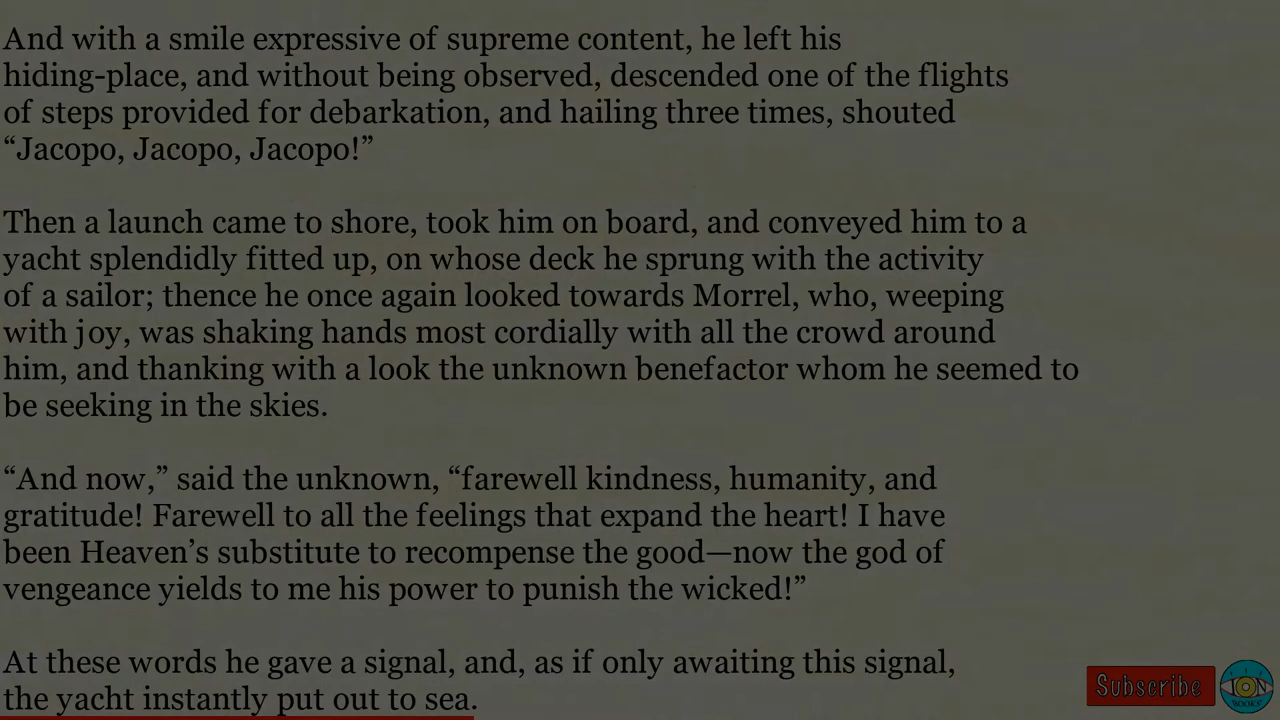 And with a smile expressive of supreme content, he left his
hiding-place, and without being observed, descended one of the flights
of steps provided for debarkation, and hailing three times, shouted
“Jacopo, Jacopo, Jacopo!”
Then a launch came to shore, took him on board, and conveyed him to a
yacht splendidly fitted up, on whose deck he sprung with the activity
of a sailor; thence he once again looked towards Morrel, who, weeping
with joy, was shaking hands most cordially with all the crowd around
him, and thanking with a look the unknown benefactor whom he seemed to
be seeking in the skies.
“And now,” said the unknown, “farewell kindness, humanity, and
gratitude! Farewell to all the feelings that expand the heart! I have
been Heaven’s substitute to recompense the good—now the god of
vengeance yields to me his power to punish the wicked!”
At these words he gave a signal, and, as if only awaiting this signal,
the yacht instantly put out to sea.
Subscribe
ION
BOOKS